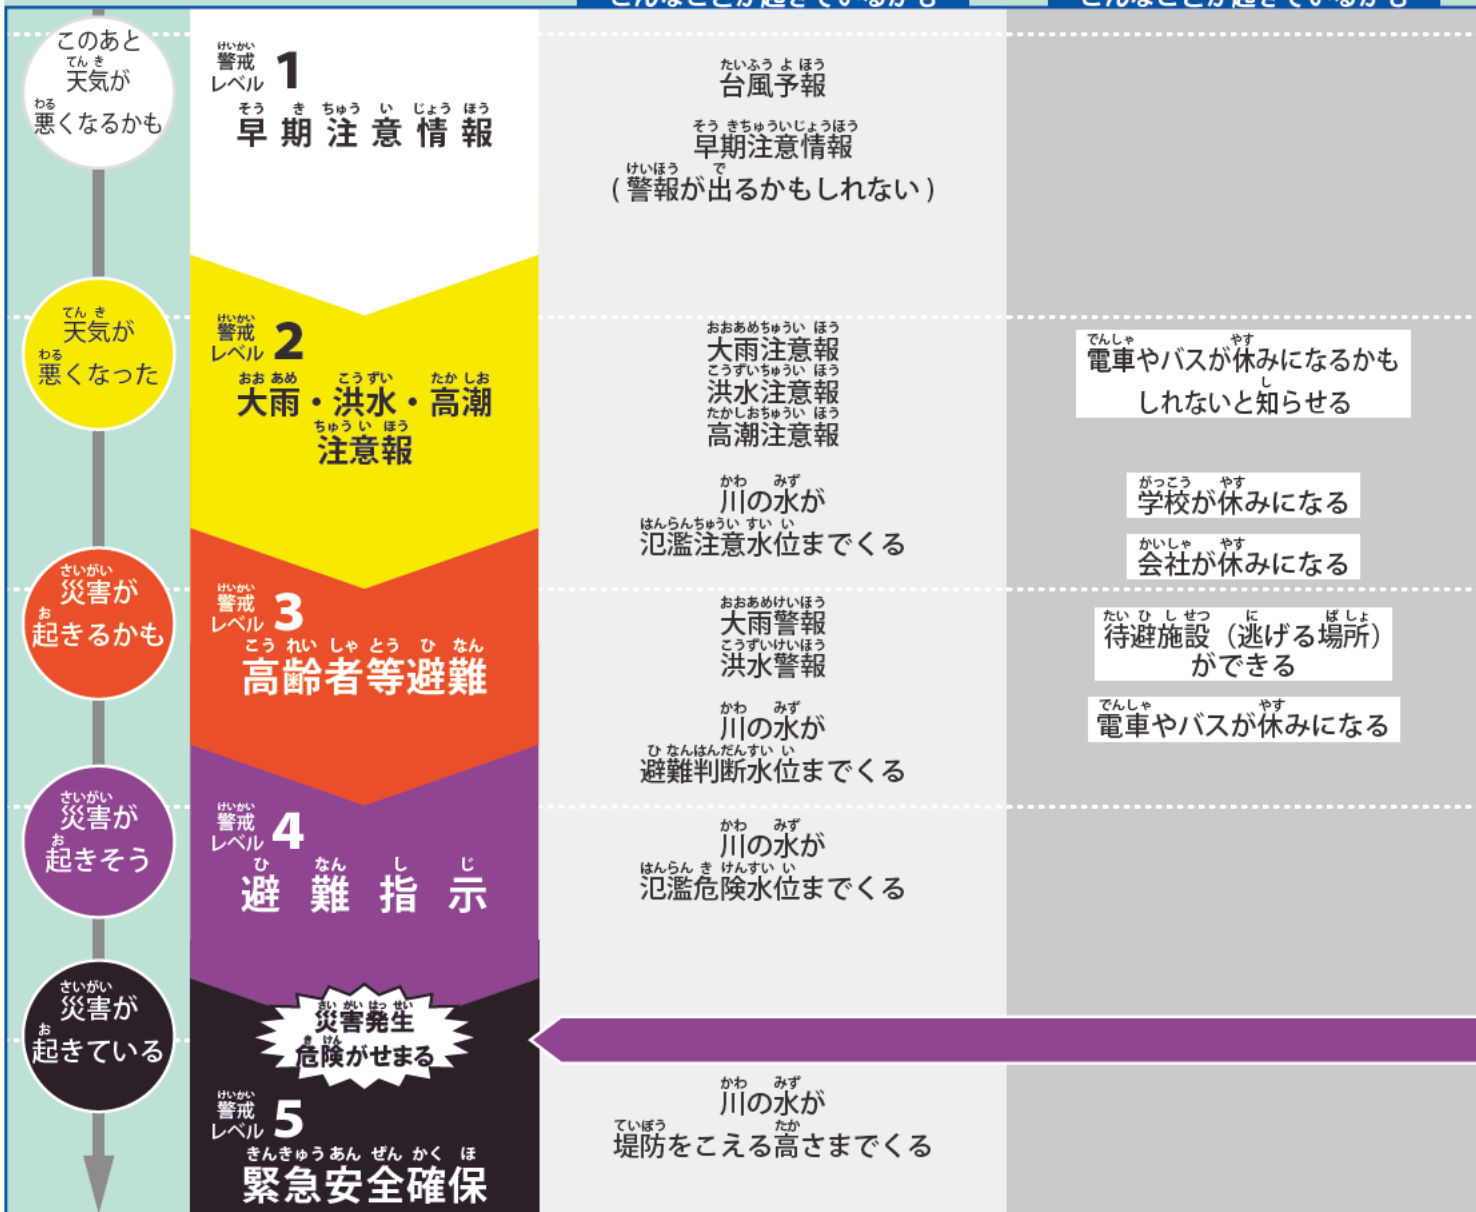 このあと
天気が
悪くなるかも
警戒
レベル 1
早期注意情報
台風予報
早期注意情報
(警報が出るかもしれない)
天気が
悪くなった
警戒
レベル 2
大雨・洪水・高潮
注意報
大雨注意報
洪水注意報
高潮注意報
川の水が
氾濫注意水位までくる
電車やバスが休みになるかも
しれないと知らせる
学校が休みになる
会社が休みになる
災害が
起きるかも
警戒
レベル 3
高齢者等避難
大雨警報
洪水警報
川の水が
避難判断水位までくる
待避施設(逃げる場所)
ができる
電車やバスが休みになる
災害が
起きそう
警戒
レベル 4
避難指示
川の水が
氾濫危険水位までくる
災害が
起きている
災害発生
危険がせまる
警戒
レベル 5
緊急安全確保
川の水が
堤防をこえる高さまでくる